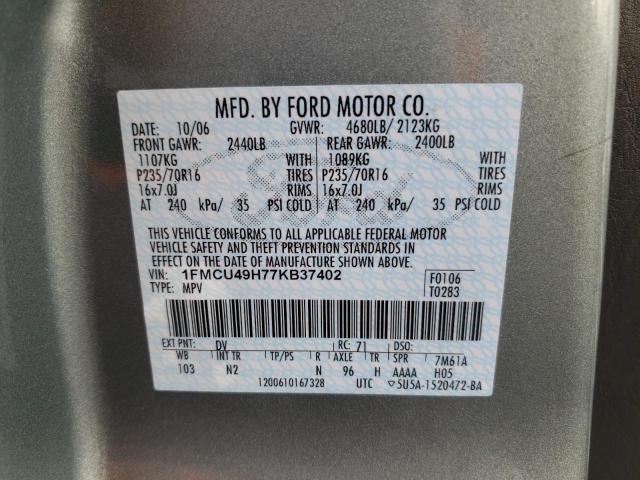 MFD. BY FORD MOTOR CO.
DATE: 10/06 GVWR: 4680LB/ 2123KG
FRONT GAWR: 2440LB REAR GAWR: 2400LB
1107KG WITH 1089KG WITH
P235/70R16 TIRES P235/70R16 TIRES
16x7.0J RIMS 16x7.0J RIMS
AT 240 kPa/ 35 PSI COLD AT 240 kPa/ 35 PSI COLD
THIS VEHICLE CONFORMS TO ALL APPLICABLE FEDERAL MOTOR
VEHICLE SAFETY AND THEFT PREVENTION STANDARDS IN
EFFECT ON THE DATE OF MANUFACTURE SHOWN ABOVE.
VIN: 1FMCU49H77KB37402 F0106
TYPE: MPV T0283
EXT PNT: DV RC: 71 DSO:
WB INT TR TP/PS R AXLE TR SPR 7M61A
103 N2 N 96 H AAAA H05
1200610167328 UTC ▽5U5A-1520472-BA
Ford